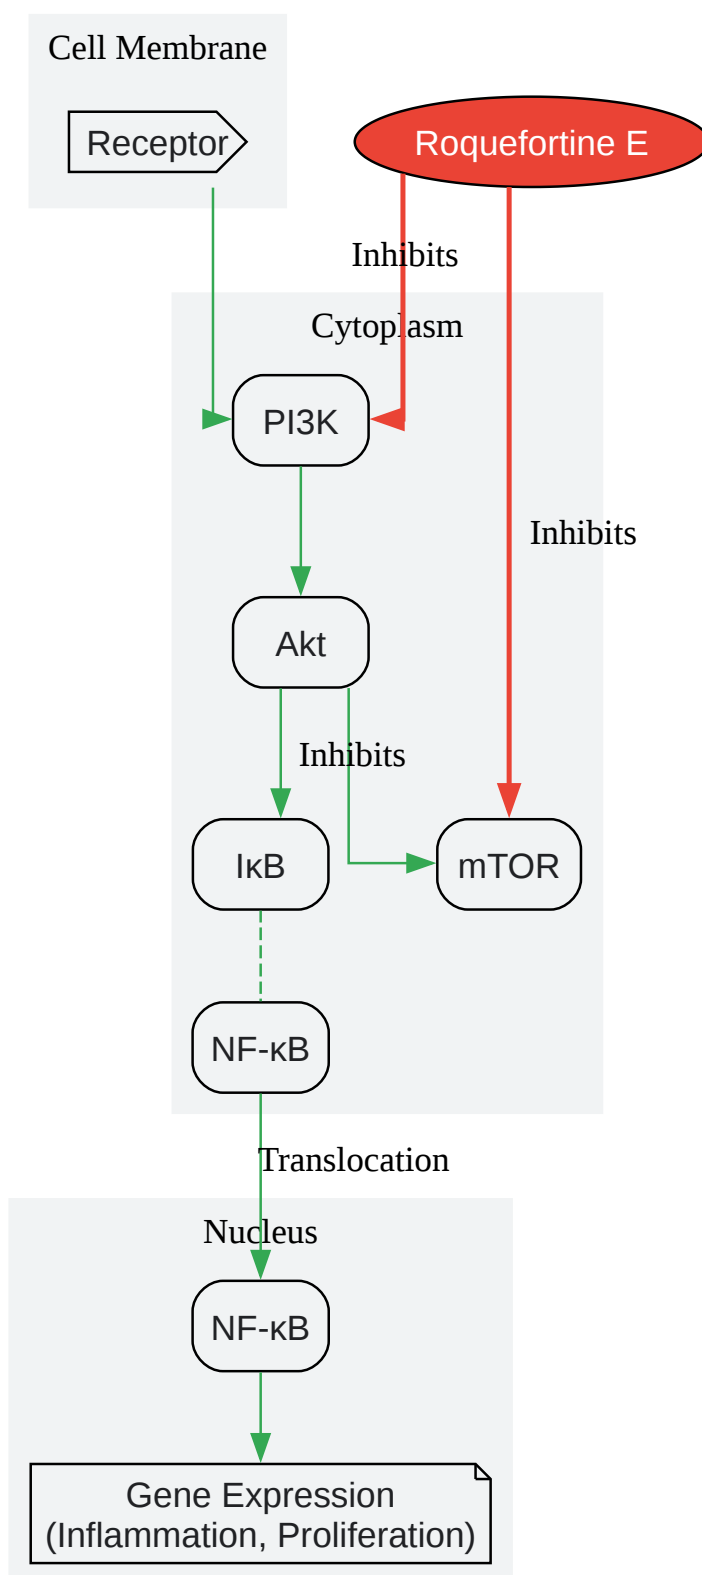 Cell Membrane
Receptor
Roquefortine E
Inhibits
Cytoplasm
PI3K
Inhibits
Akt
Inhibits
IκB
mTOR
NF-κB
Translocation
Nucleus
NF-κB
Gene Expression
(Inflammation, Proliferation)